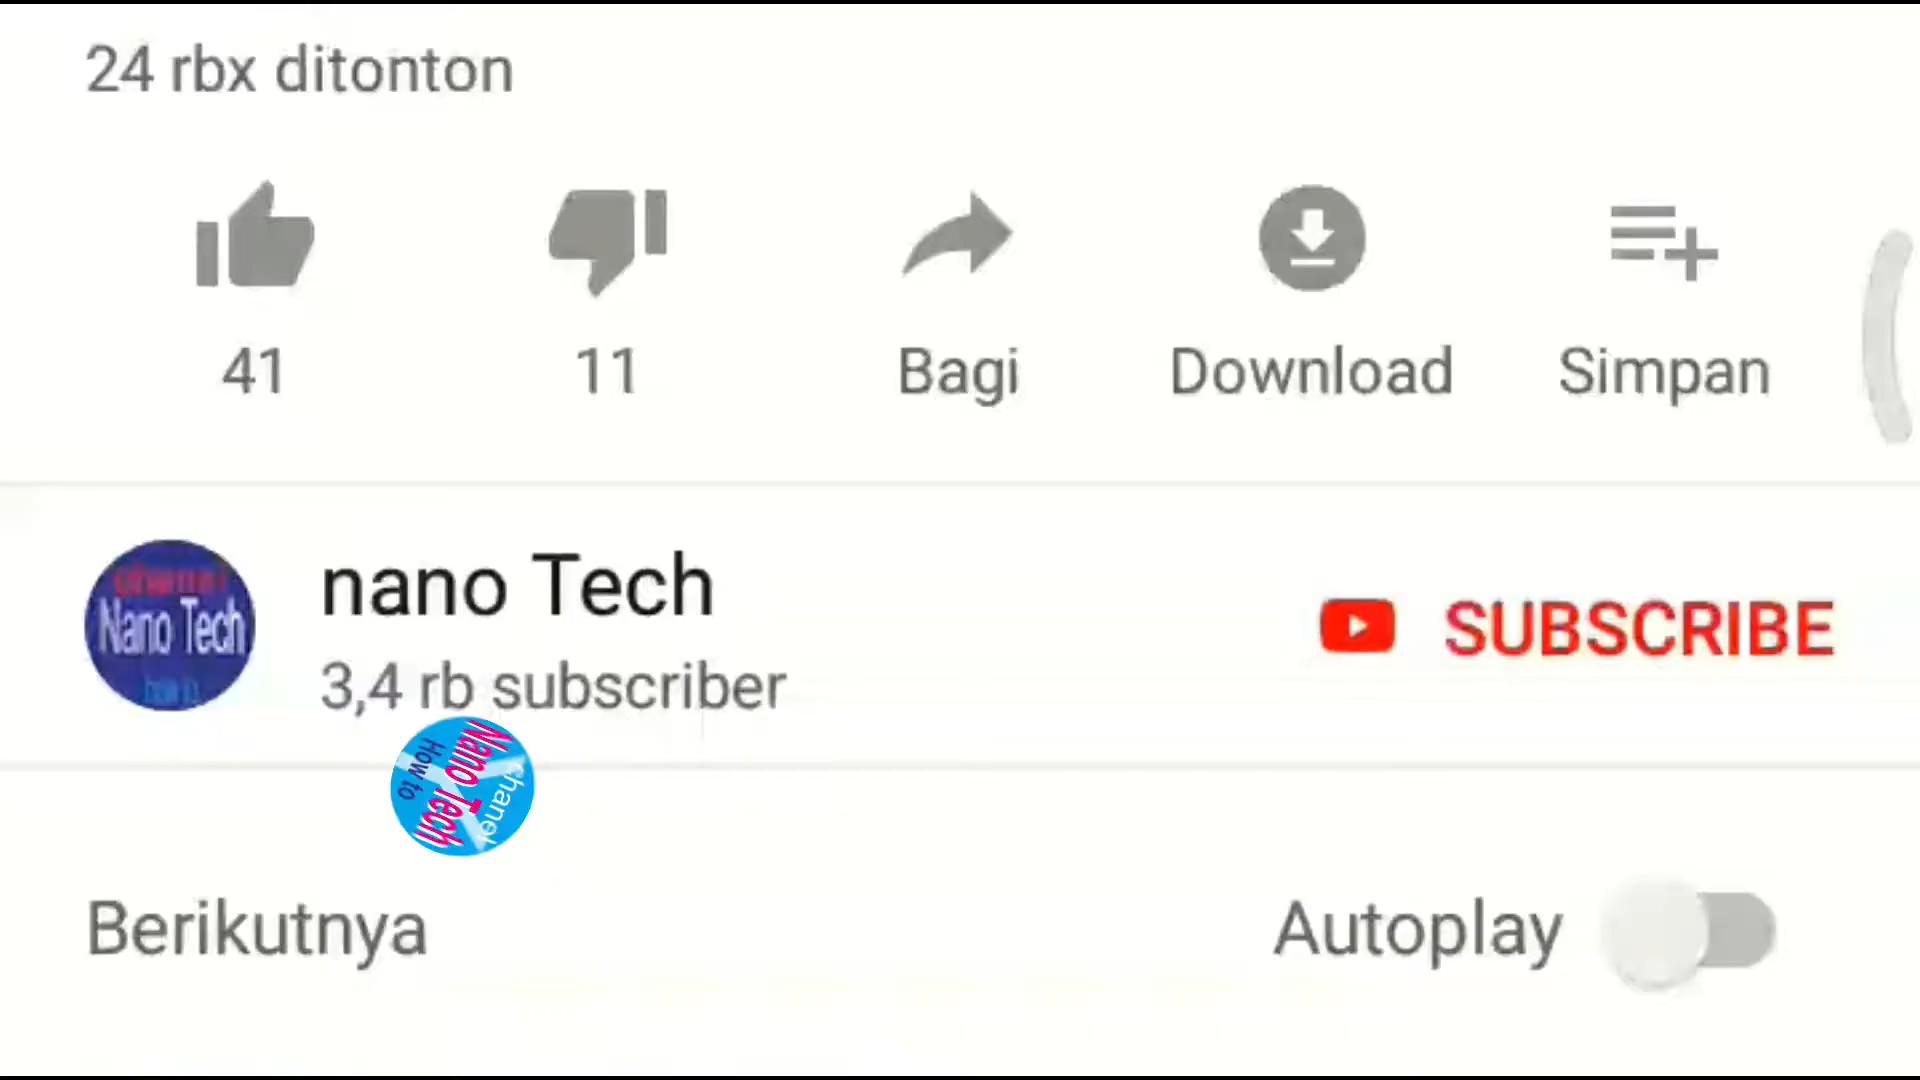 24 rbx ditonton
41
11
Bagi
Download
Simpan
Nano Tech
nano Tech
3,4 rb subscriber
SUBSCRIBE
Chanel
Nano Tech
How to
Berikutnya
Autoplay